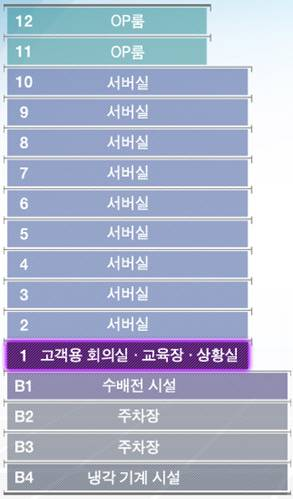 12 OP룸
11 OP룸
10 서버실
9 서버실
8 서버실
7 서버실
6 서버실
5 서버실
4 서버실
3 서버실
2 서버실
1 고객용 회의실 · 교육장 · 상황실
B1 수배전 시설
B2 주차장
B3 주차장
B4 냉각 기계 시설